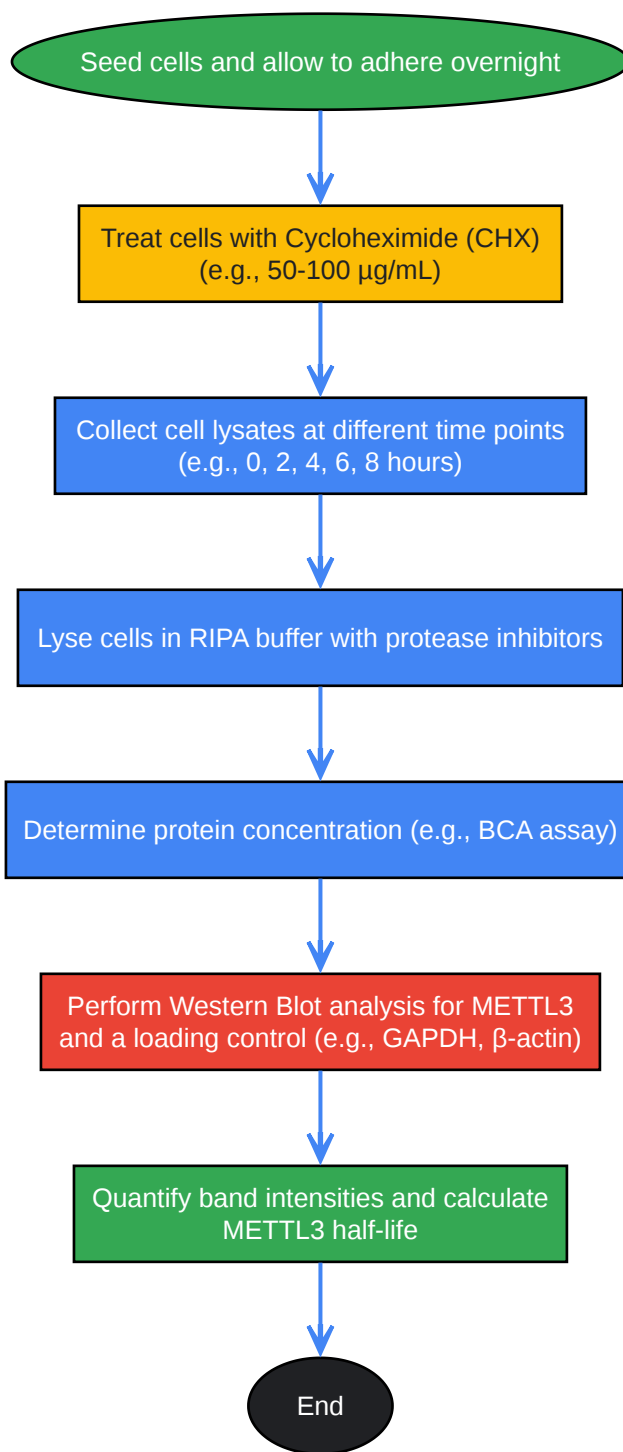 Seed cells and allow to adhere overnight
Treat cells with Cycloheximide (CHX)
(e.g., 50-100 µg/mL)
Collect cell lysates at different time points
(e.g., 0, 2, 4, 6, 8 hours)
Lyse cells in RIPA buffer with protease inhibitors
Determine protein concentration (e.g., BCA assay)
Perform Western Blot analysis for METTL3
and a loading control (e.g., GAPDH, β-actin)
Quantify band intensities and calculate
METTL3 half-life
End